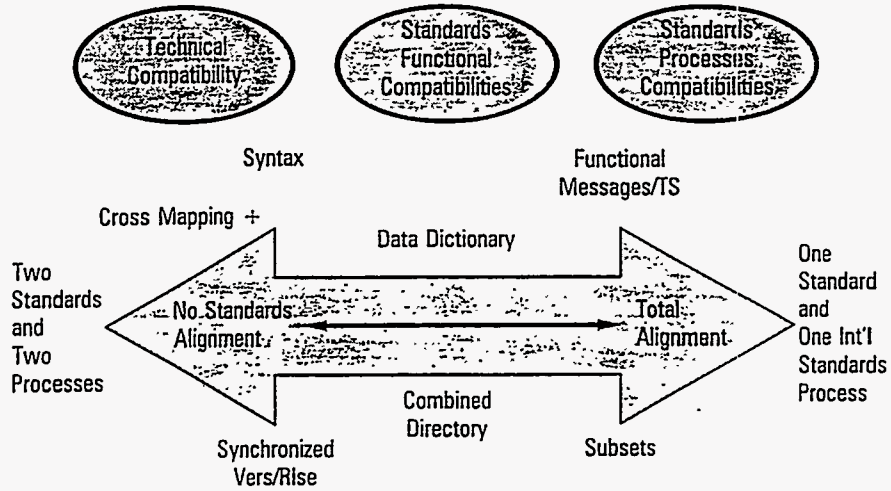 Technical
Compatibility
Standards
Functional
Compatibilities
Standards
Processes
Compatibilities
Syntax
Functional
Messages/TS
Cross Mapping ÷
Data Dictionary
Two
Standards
and
Two
Processes
No Standards
Alignment
Total
Alignment
One
Standard
and
One Int'l
Standards
Process
Combined
Directory
Synchronized
Vers/Rlse
Subsets